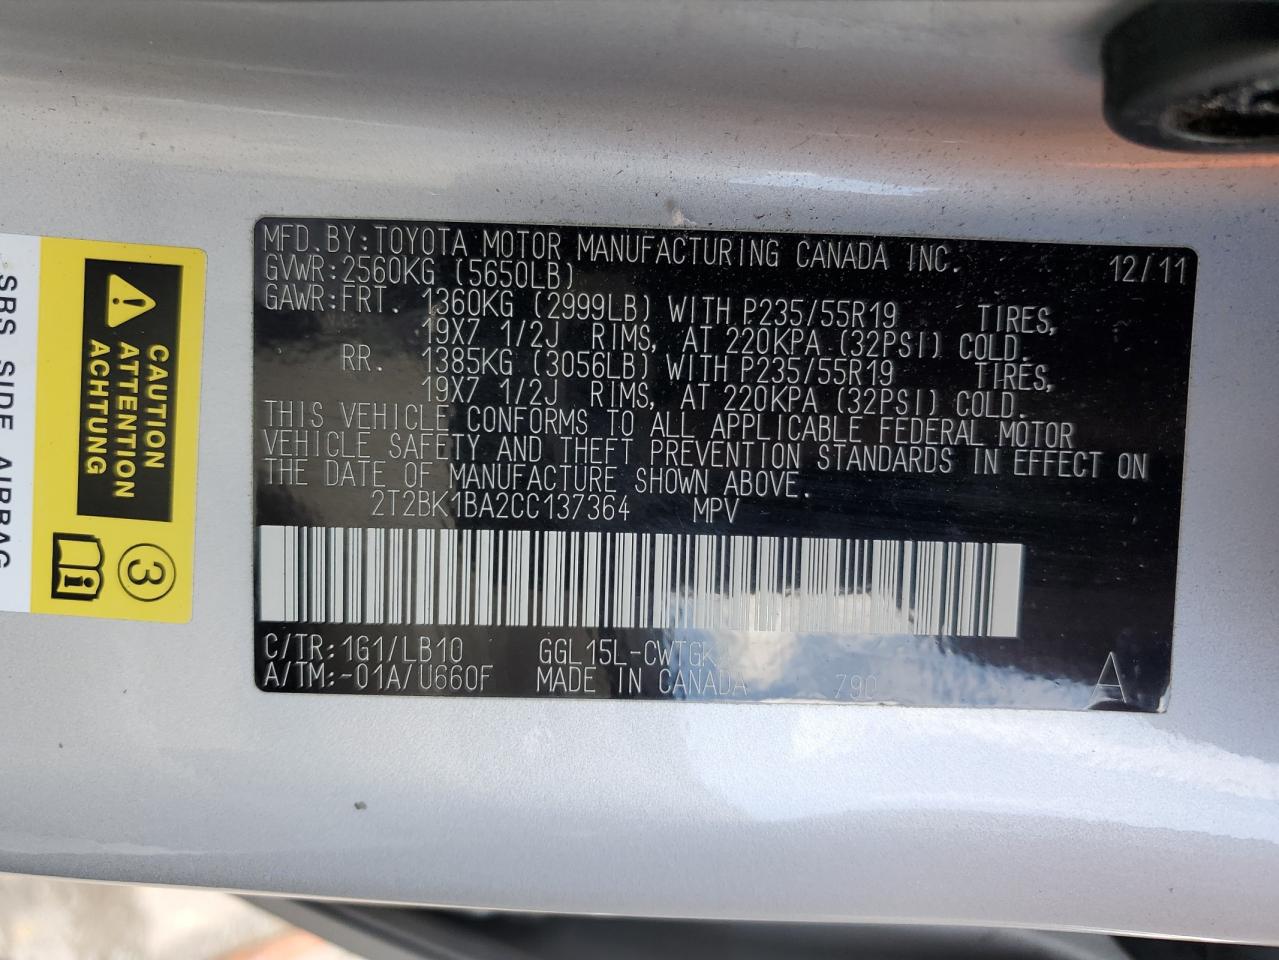 MFD.BY:TOYOTA MOTOR MANUFACTURING CANADA INC. 12/11
GVWR:2560KG (5650LB)
GAWR:FRT. 1360KG (2999LB) WITH P235/55R19 TIRES,
19X7 1/2J RIMS, AT 220KPA (32PSI) COLD.
RR. 1385KG (3056LB) WITH P235/55R19 TIRES,
19X7 1/2J RIMS, AT 220KPA (32PSI) COLD.
THIS VEHICLE CONFORMS TO ALL APPLICABLE FEDERAL MOTOR
VEHICLE SAFETY AND THEFT PREVENTION STANDARDS IN EFFECT ON
THE DATE OF MANUFACTURE SHOWN ABOVE.
2T2BK1BA2CC137364 MPV
C/TR:1G1/LB10
A/TM:-01A/U660F MADE IN CANADA A
CAUTION
ATTENTION
ACHTUNG
3
SBS SIDE AIRBAG